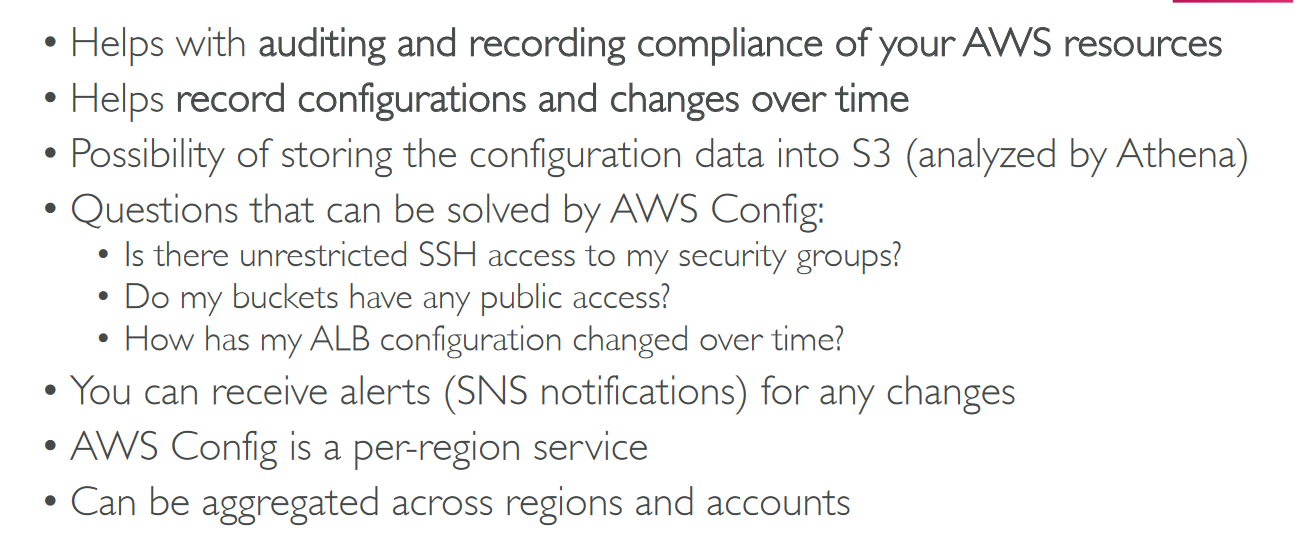 • Helps with auditing and recording compliance of your AWS resources
• Helps record configurations and changes over time
• Possibility of storing the configuration data into S3 (analyzed by Athena)
• Questions that can be solved by AWS Config:
• Is there unrestricted SSH access to my security groups?
• Do my buckets have any public access?
• How has my ALB configuration changed over time?
• You can receive alerts (SNS notifications) for any changes
• AWS Config is a per-region service
• Can be aggregated across regions and accounts